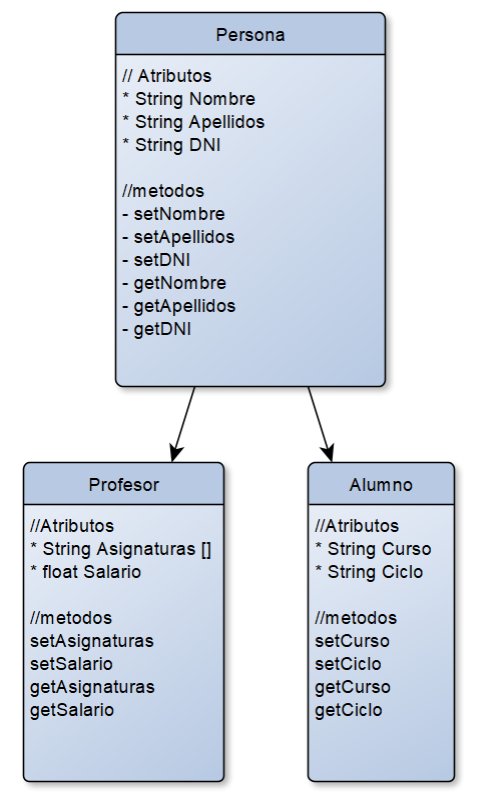 Persona
// Atributos
* String Nombre
* String Apellidos
* String DNI
//metodos
- setNombre
- setApellidos
- setDNI
- getNombre
- getApellidos
- getDNI
Profesor
//Atributos
* String Asignaturas []
* float Salario
//metodos
setAsignaturas
setSalario
getAsignaturas
getSalario
Alumno
//Atributos
* String Curso
* String Ciclo
//metodos
setCurso
setCiclo
getCurso
getCiclo